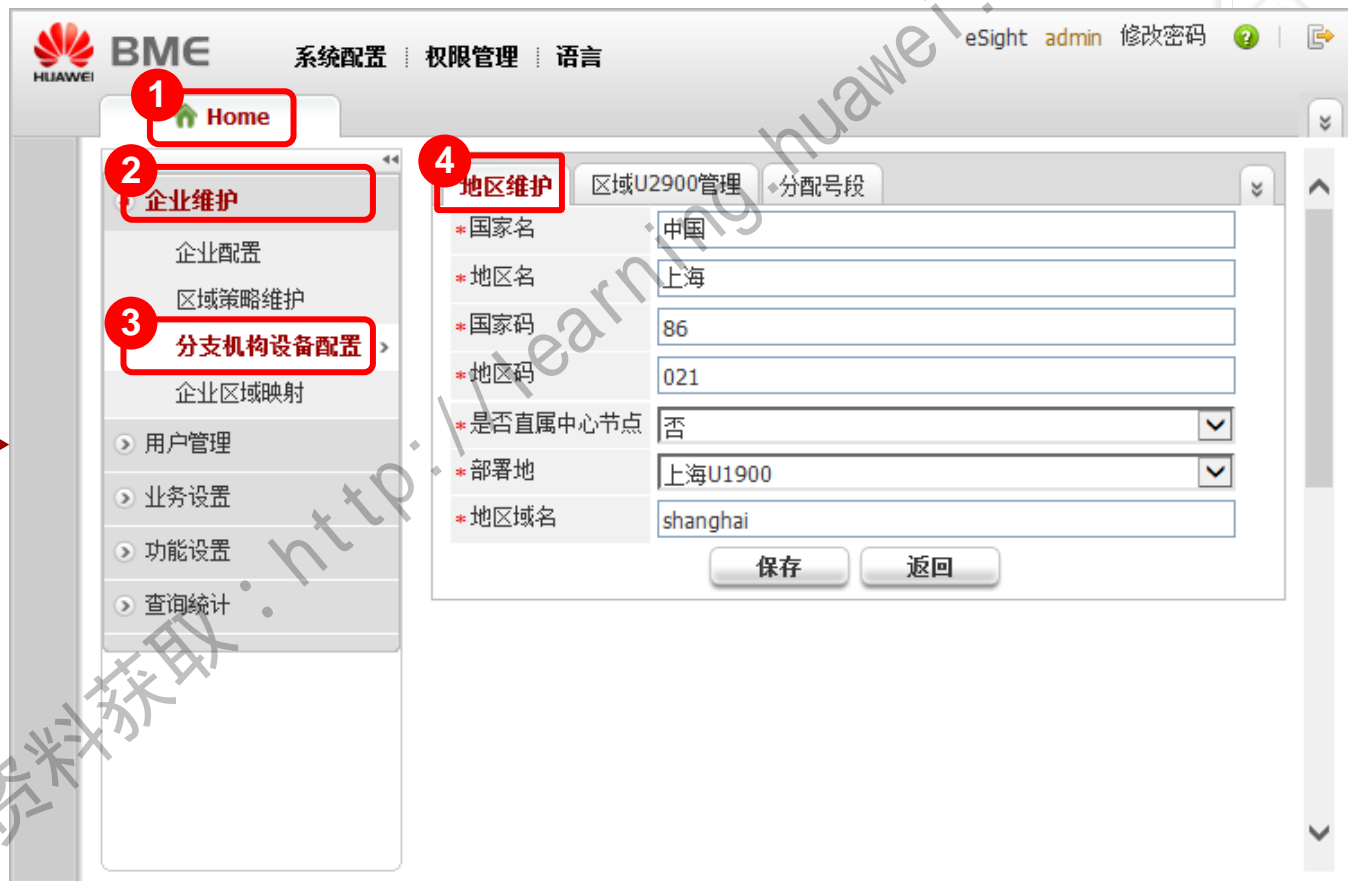 HUAWEI BME 系统配置 权限管理 语言 eSight admin 修改密码
1
Home
2
企业维护
企业配置
区域策略维护
3
分支机构设备配置
企业区域映射
用户管理
业务设置
功能设置
查询统计
4
地区维护 区域U2900管理 分配号段
*国家名 中国
*地区名 上海
*国家码 86
*地区码 021
*是否直属中心节点 否
*部署地 上海U1900
*地区域名 shanghai
保存 返回
资料获取：http://learning.huawei.